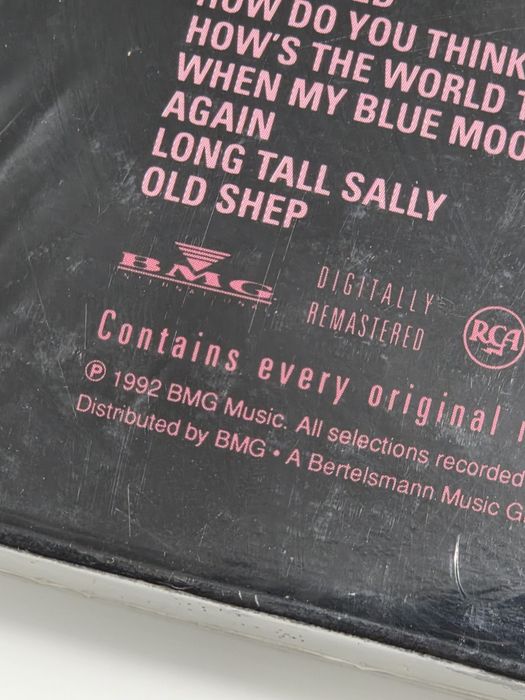 HOW DO YOU THINK
HOW'S THE WORLD
WHEN MY BLUE MOO
AGAIN
LONG TALL SALLY
OLD SHEP
BMG
INTERNATIONAL
DIGITALLY
REMASTERED
RCA
Contains every original
℗ 1992 BMG Music. All selections recorded
Distributed by BMG • A Bertelsmann Music G